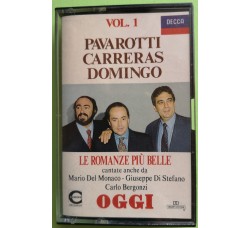 VOL. 1
DECCA
PAVAROTTI
CARRERAS
DOMINGO
LE ROMANZE PIÙ BELLE
cantate anche da
Mario Del Monaco - Giuseppe Di Stefano
Carlo Bergonzi
OGGI